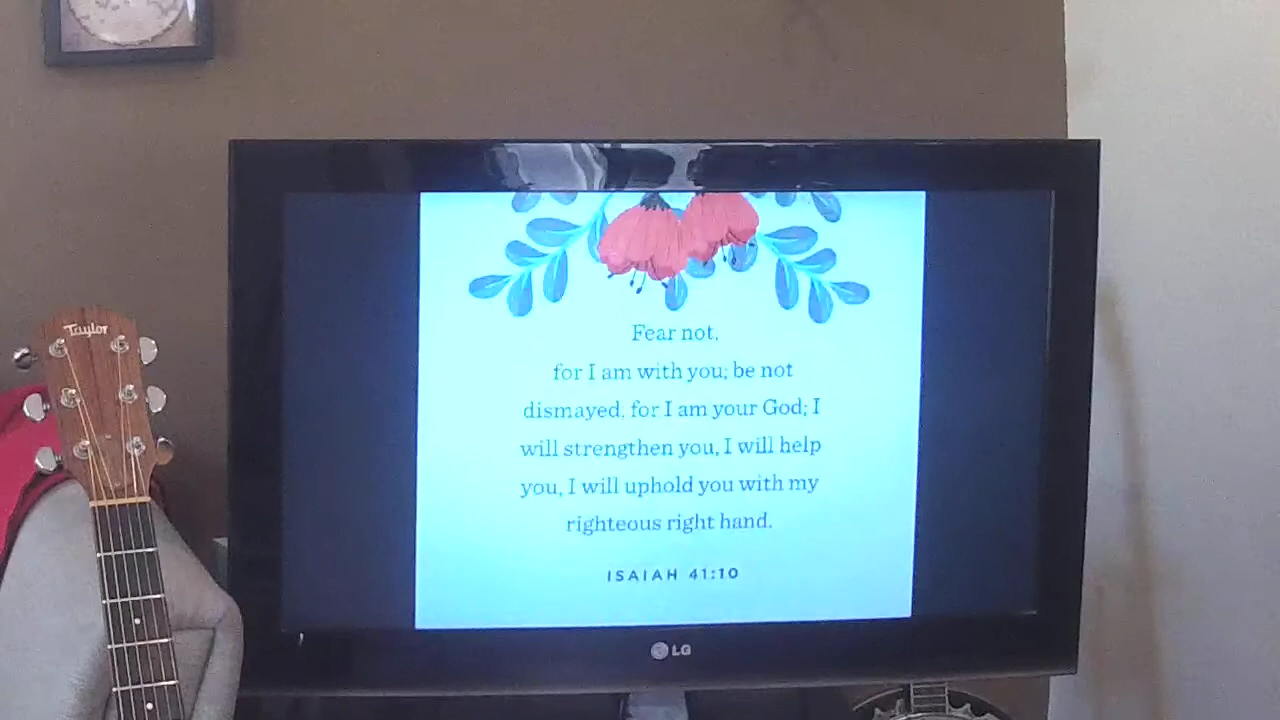 Taylor
Fear not,
for I am with you; be not
dismayed, for I am your God; I
will strengthen you, I will help
you, I will uphold you with my
righteous right hand.
ISAIAH 41:10
LG